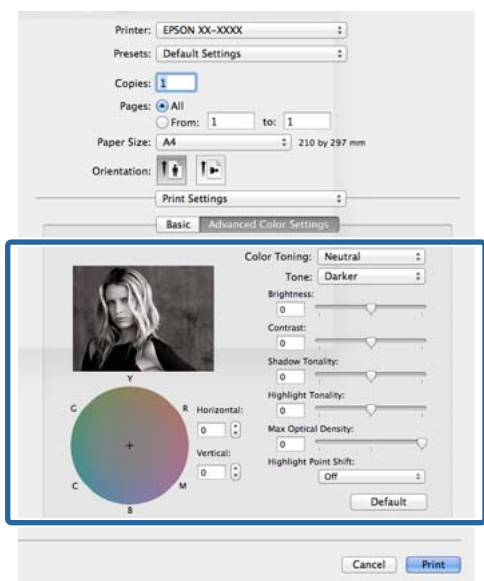 Printer: EPSON XX-XXXX
Presets: Default Settings
Copies: 1
Pages: All
From: 1 to: 1
Paper Size: A4 210 by 297 mm
Orientation:
Print Settings
Basic Advanced Color Settings
Color Toning: Neutral
Tone: Darker
Brightness:
0
Contrast:
0
Shadow Tonality:
0
Highlight Tonality:
0
Max Optical Density:
0
Highlight Point Shift:
Off
Default
Y
G R
C M
B
Horizontal:
0
Vertical:
0
Cancel Print